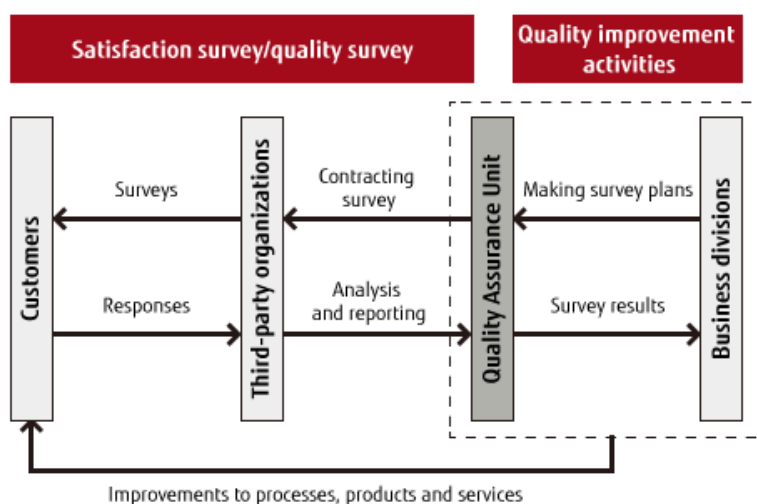 Satisfaction survey/quality survey
Quality improvement
activities
Customers
Surveys
Responses
Third-party organizations
Contracting
survey
Analysis
and reporting
Quality Assurance Unit
Making survey plans
Survey results
Business divisions
Improvements to processes, products and services